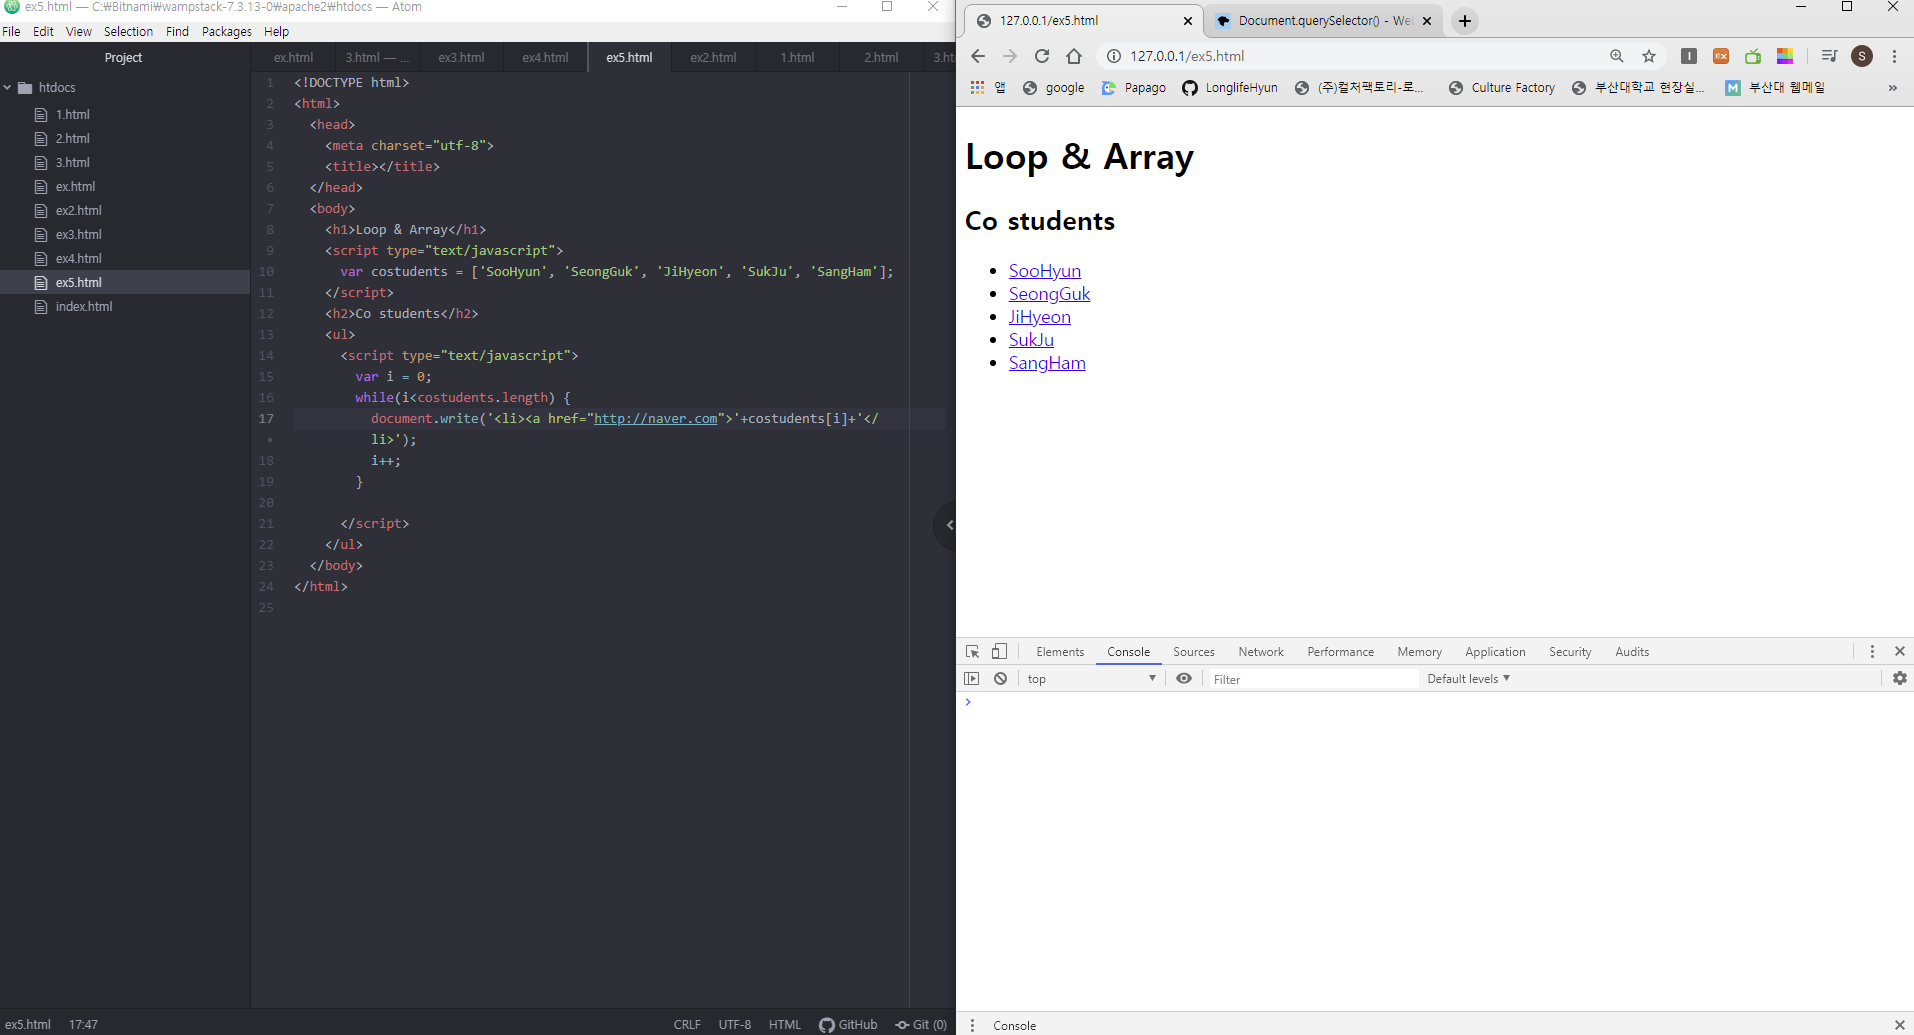 ex5.html — C:₩Bitnami₩wampstack-7.3.13-0₩apache2₩htdocs — Atom
File Edit View Selection Find Packages Help
Project
htdocs
1.html
2.html
3.html
ex.html
ex2.html
ex3.html
ex4.html
ex5.html
index.html
ex.html 3.html — ... ex3.html ex4.html ex5.html ex2.html 1.html 2.html 3.ht
1 <!DOCTYPE html>
2 <html>
3 <head>
4 <meta charset="utf-8">
5 <title></title>
6 </head>
7 <body>
8 <h1>Loop & Array</h1>
9 <script type="text/javascript">
10 var costudents = ['SooHyun', 'SeongGuk', 'JiHyeon', 'SukJu', 'SangHam'];
11 </script>
12 <h2>Co students</h2>
13 <ul>
14 <script type="text/javascript">
15 var i = 0;
16 while(i<costudents.length) {
17 document.write('<li><a href="http://naver.com">'+costudents[i]+'</
• li>');
18 i++;
19 }
20
21 </script>
22 </ul>
23 </body>
24 </html>
25
ex5.html 17:47 CRLF UTF-8 HTML GitHub Git (0)
127.0.0.1/ex5.html Document.querySelector() - We
127.0.0.1/ex5.html I EX S
앱 google Papago LonglifeHyun (주)컬처팩토리-로... Culture Factory 부산대학교 현장실... M 부산대 웹메일 »
Loop & Array
Co students
• SooHyun
• SeongGuk
• JiHyeon
• SukJu
• SangHam
Elements Console Sources Network Performance Memory Application Security Audits
top Filter Default levels
Console